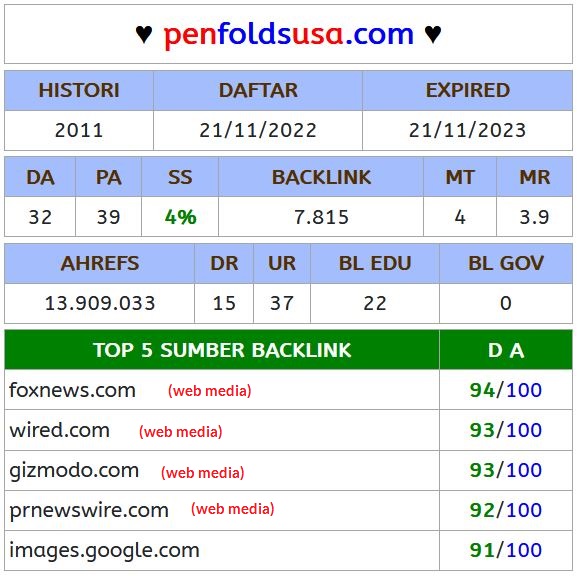 ♥ penfoldsusa.com ♥
HISTORI DAFTAR EXPIRED
2011 21/11/2022 21/11/2023
DA PA SS BACKLINK MT MR
32 39 4% 7.815 4 3.9
AHREFS DR UR BL EDU BL GOV
13.909.033 15 37 22 0
TOP 5 SUMBER BACKLINK D A
foxnews.com (web media) 94/100
wired.com (web media) 93/100
gizmodo.com (web media) 93/100
prnewswire.com (web media) 92/100
images.google.com 91/100